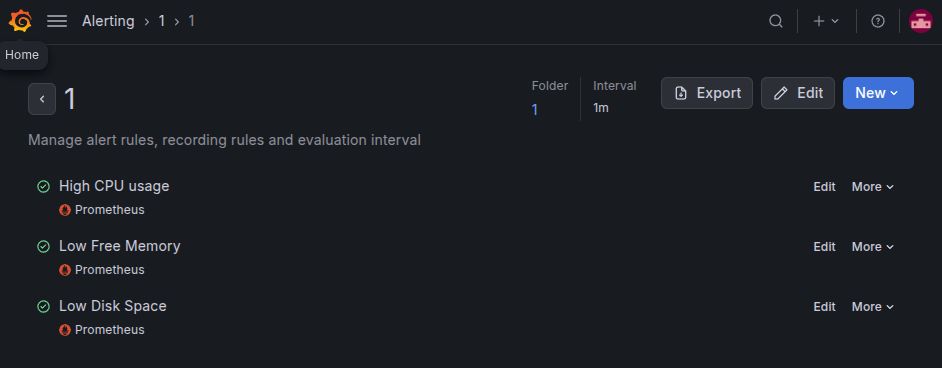 Alerting › 1 › 1
Home
1
Folder
1
Interval
1m
Export
Edit
New
Manage alert rules, recording rules and evaluation interval
High CPU usage
Edit
More
Prometheus
Low Free Memory
Edit
More
Prometheus
Low Disk Space
Edit
More
Prometheus